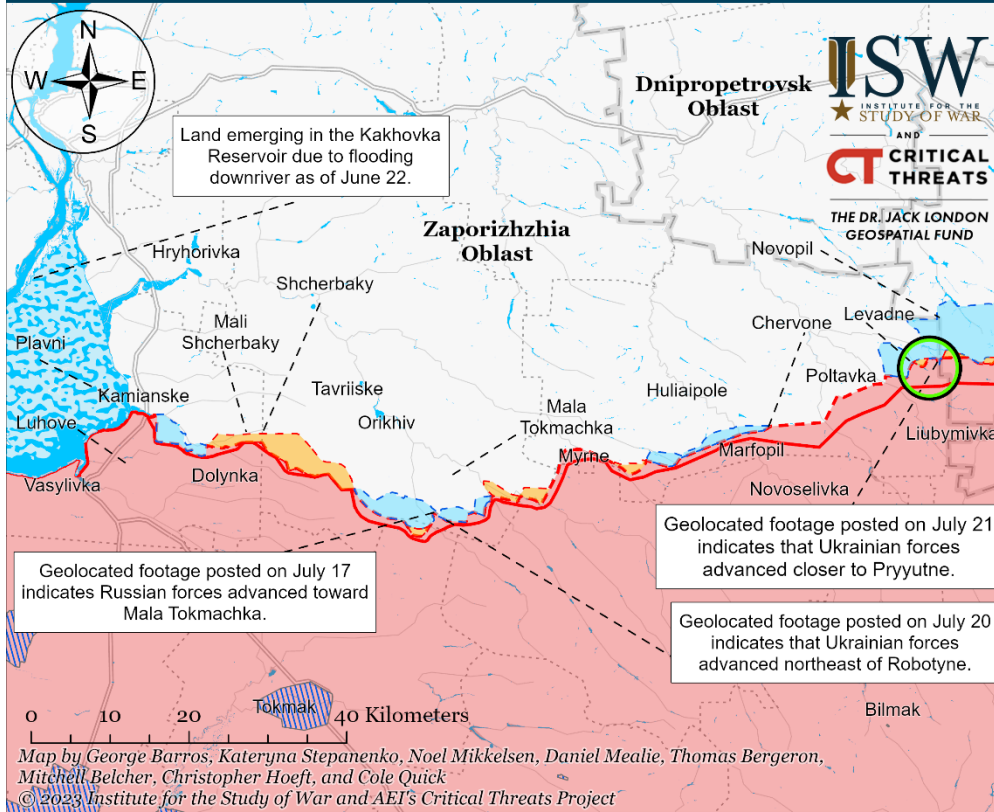 N
W
E
S
ISW
INSTITUTE FOR THE
STUDY OF WAR
AND
CT CRITICAL
THREATS
THE DR. JACK LONDON
GEOSPATIAL FUND
Dnipropetrovsk
Oblast
Land emerging in the Kakhovka
Reservoir due to flooding
downriver as of June 22.
Zaporizhzhia
Oblast
Hryhorivka
Novopil
Shcherbaky
Levadne
Mali
Shcherbaky
Chervone
Plavni
Poltavka
Tavriiske
Huliaipole
Kamianske
Orikhiv
Mala
Tokmachka
Luhove
Liubymivka
Marfopil
Myrne
Dolynka
Vasylivka
Novoselivka
Geolocated footage posted on July 21
indicates that Ukrainian forces
advanced closer to Pryyutne.
Geolocated footage posted on July 17
indicates Russian forces advanced toward
Mala Tokmachka.
Geolocated footage posted on July 20
indicates that Ukrainian forces
advanced northeast of Robotyne.
Tokmak
Bilmak
0 10 20 40 Kilometers
Map by George Barros, Kateryna Stepanenko, Noel Mikkelsen, Daniel Mealie, Thomas Bergeron,
Mitchell Belcher, Christopher Hoeft, and Cole Quick
© 2023 Institute for the Study of War and AEI's Critical Threats Project